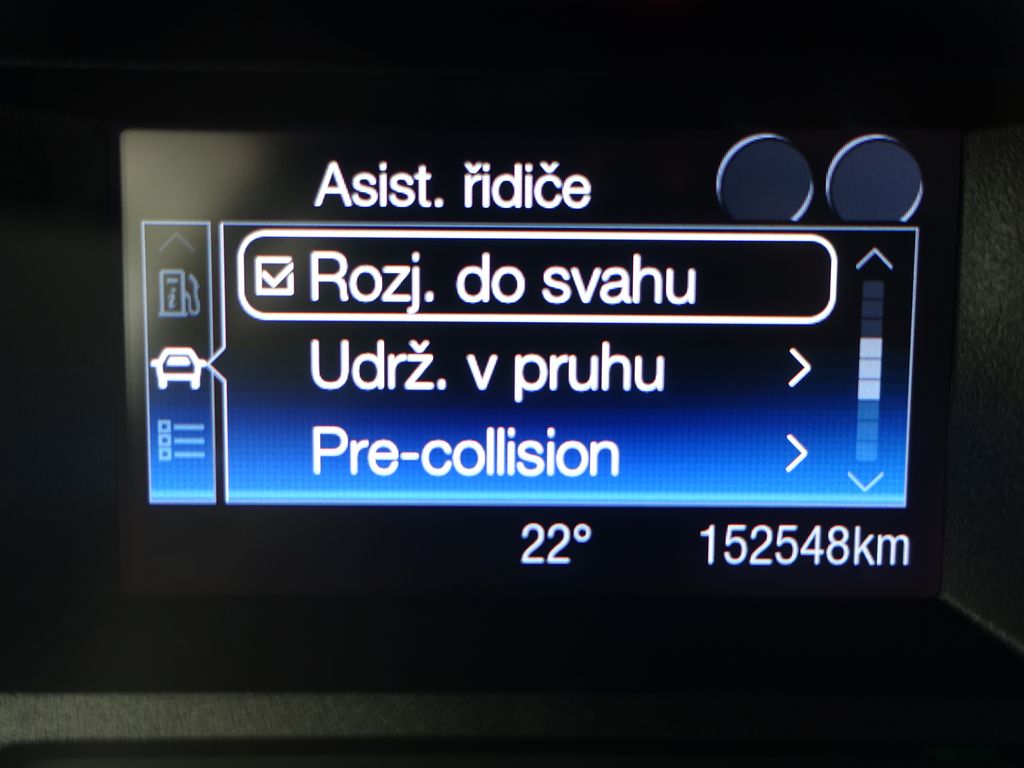 Asist. řidiče
Rozj. do svahu
Udrž. v pruhu
Pre-collision
22° 152548km